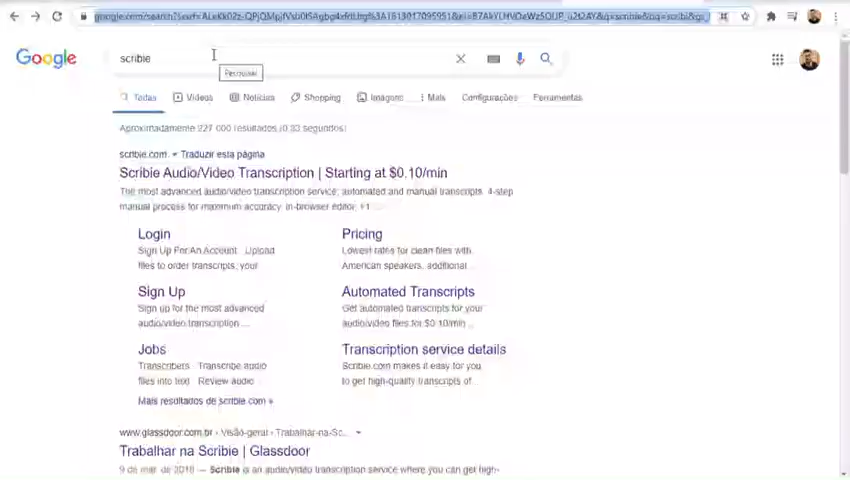 Google
scribie
Pesquisar
Todas Vídeos Notícias Shopping Imagens Mais Configurações Ferramentas
Aproximadamente 227 000 resultados (0,33 segundos)
scribie.com Traduzir esta página
Scribie Audio/Video Transcription | Starting at $0.10/min
The most advanced audio/video transcription service; automated and manual transcripts. 4-step
manual process for maximum accuracy. In-browser editor, +1 ...
Login
Sign Up For An Account · Upload
files to order transcripts, your ...
Pricing
Lowest rates for clean files with
American speakers, additional ...
Sign Up
Sign up for the most advanced
audio/video transcription ...
Automated Transcripts
Get automated transcripts for your
audio/video files for $0.10/min ...
Jobs
Transcribers · Transcribe audio
files into text · Review audio ...
Transcription service details
Scribie.com makes it easy for you
to get high-quality transcripts of ...
Mais resultados de scribie.com »
www.glassdoor.com.br › Visão-geral › Trabalhar-na-Sc...
Trabalhar na Scribie | Glassdoor
9 de mar. de 2018 — Scribie is an audio/video transcription service where you can get high-